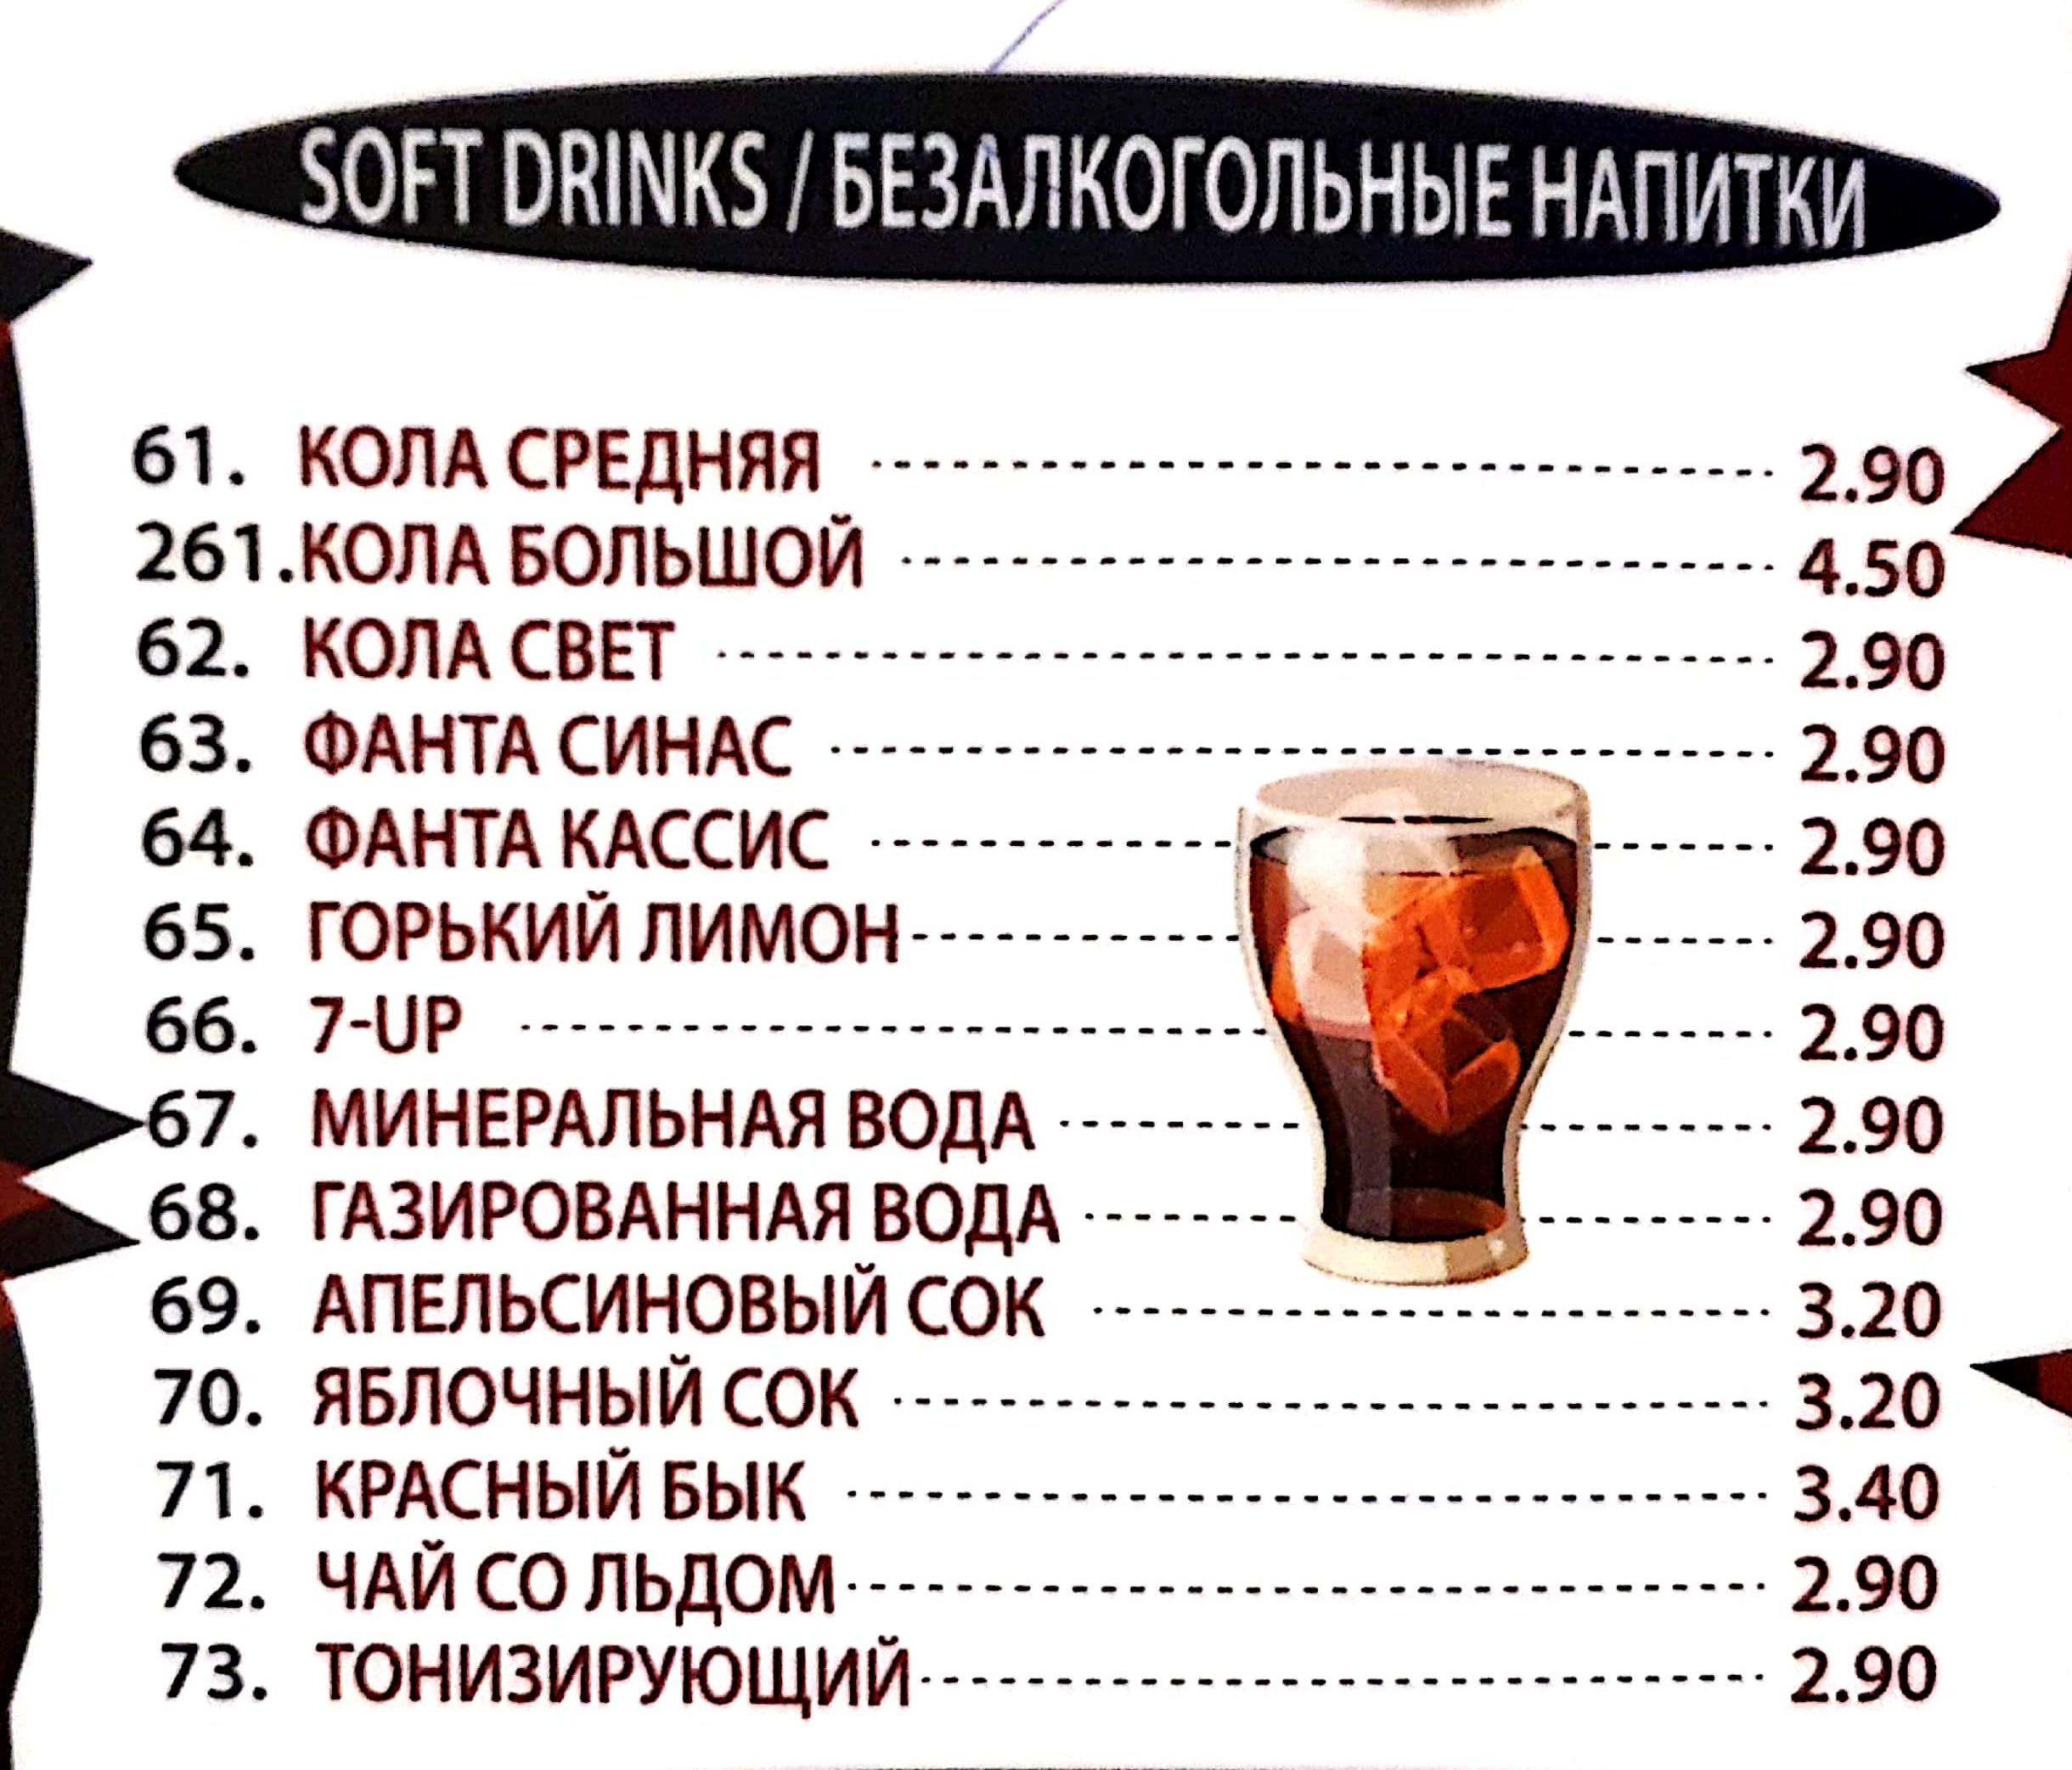 SOFT DRINKS / БЕЗАЛКОГОЛЬНЫЕ НАПИТКИ
61. КОЛА СРЕДНЯЯ 2.90
261. КОЛА БОЛЬШОЙ 4.50
62. КОЛА СВЕТ 2.90
63. ФАНТА СИНАС 2.90
64. ФАНТА КАССИС 2.90
65. ГОРЬКИЙ ЛИМОН 2.90
66. 7-UP 2.90
67. МИНЕРАЛЬНАЯ ВОДА 2.90
68. ГАЗИРОВАННАЯ ВОДА 2.90
69. АПЕЛЬСИНОВЫЙ СОК 3.20
70. ЯБЛОЧНЫЙ СОК 3.20
71. КРАСНЫЙ БЫК 3.40
72. ЧАЙ СО ЛЬДОМ 2.90
73. ТОНИЗИРУЮЩИЙ 2.90